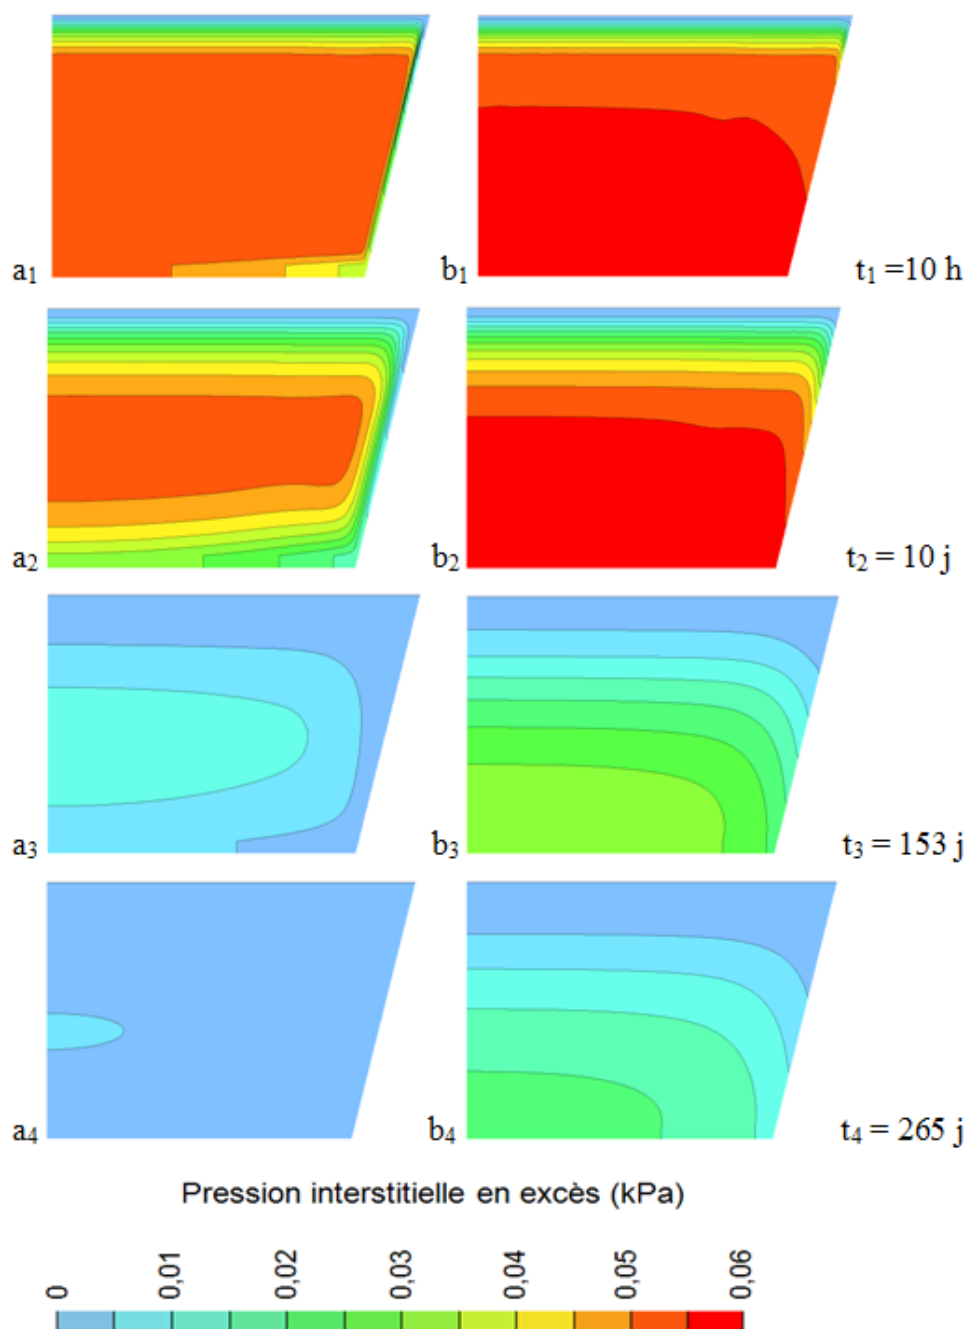 a1 b1 t1 =10 h
a2 b2 t2 = 10 j
a3 b3 t3 = 153 j
a4 b4 t4 = 265 j
Pression interstitielle en excès (kPa)
0 0,01 0,02 0,03 0,04 0,05 0,06